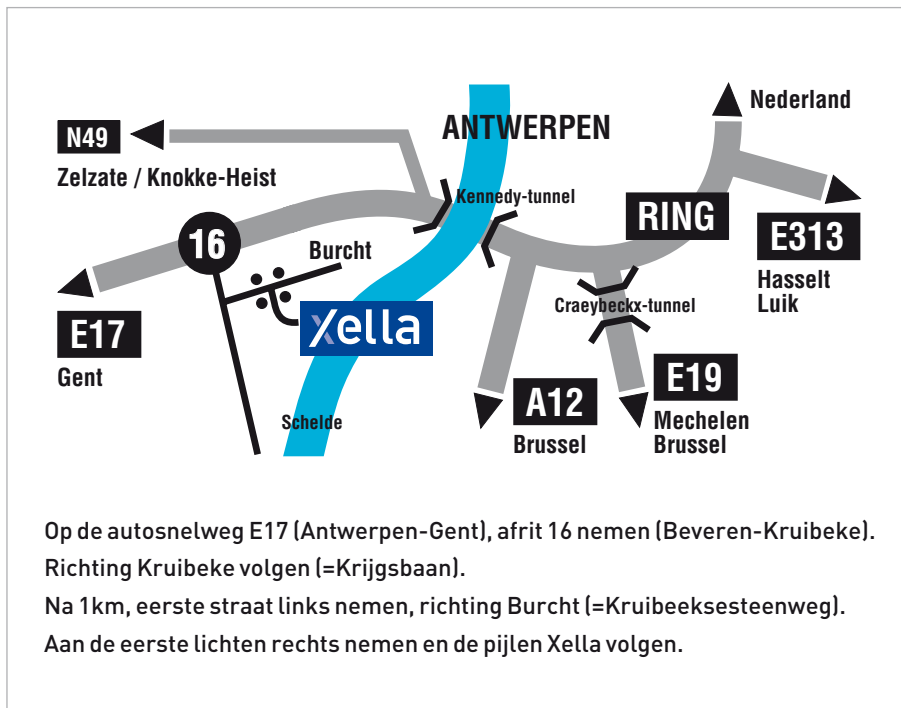 Nederland
ANTWERPEN
N49
Zelzate / Knokke-Heist
Kennedy-tunnel
RING
16
E313
Burcht
Hasselt
Luik
Craeybeckx-tunnel
Xella
E17
Gent
E19
A12
Schelde
Mechelen
Brussel
Brussel
Op de autosnelweg E17 (Antwerpen-Gent), afrit 16 nemen (Beveren-Kruibeke).
Richting Kruibeke volgen (=Krijgsbaan).
Na 1km, eerste straat links nemen, richting Burcht (=Kruibeeksesteenweg).
Aan de eerste lichten rechts nemen en de pijlen Xella volgen.